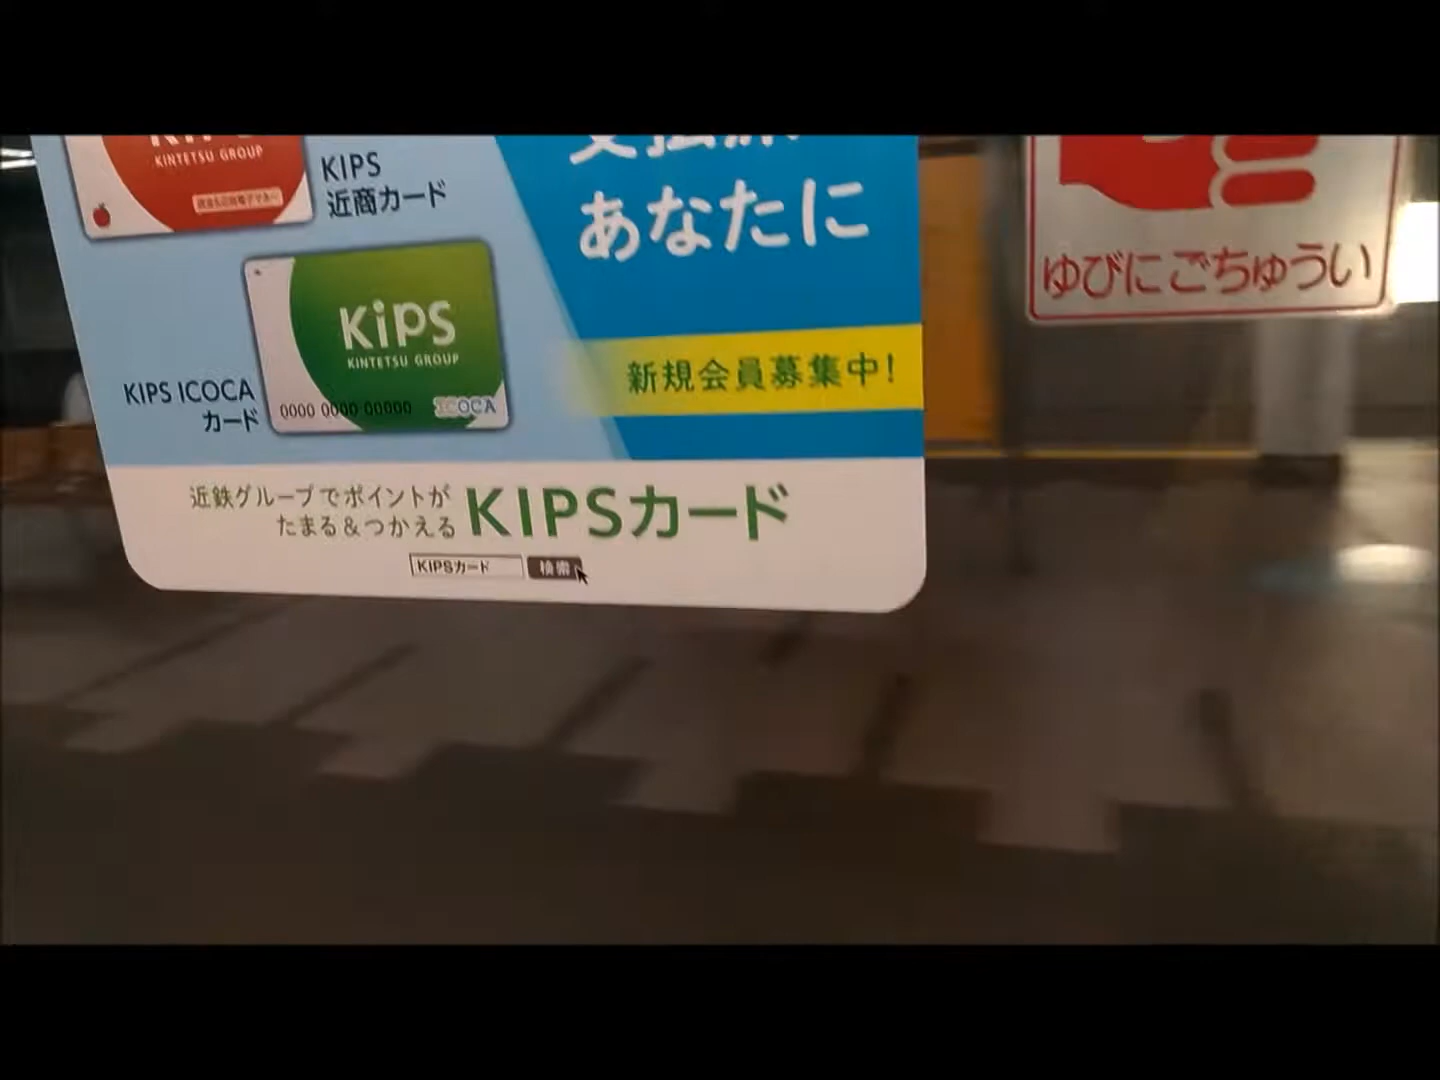 KINTETSU GROUP
KIPS
近商カード
あなたに
ゆびにごちゅうい
KiPS
KINTETSU GROUP
0000 0000 00000
ICOCA
KIPS ICOCA
カード
新規会員募集中!
近鉄グループでポイントが
たまる&つかえる
KIPSカード
KIPSカード
検索